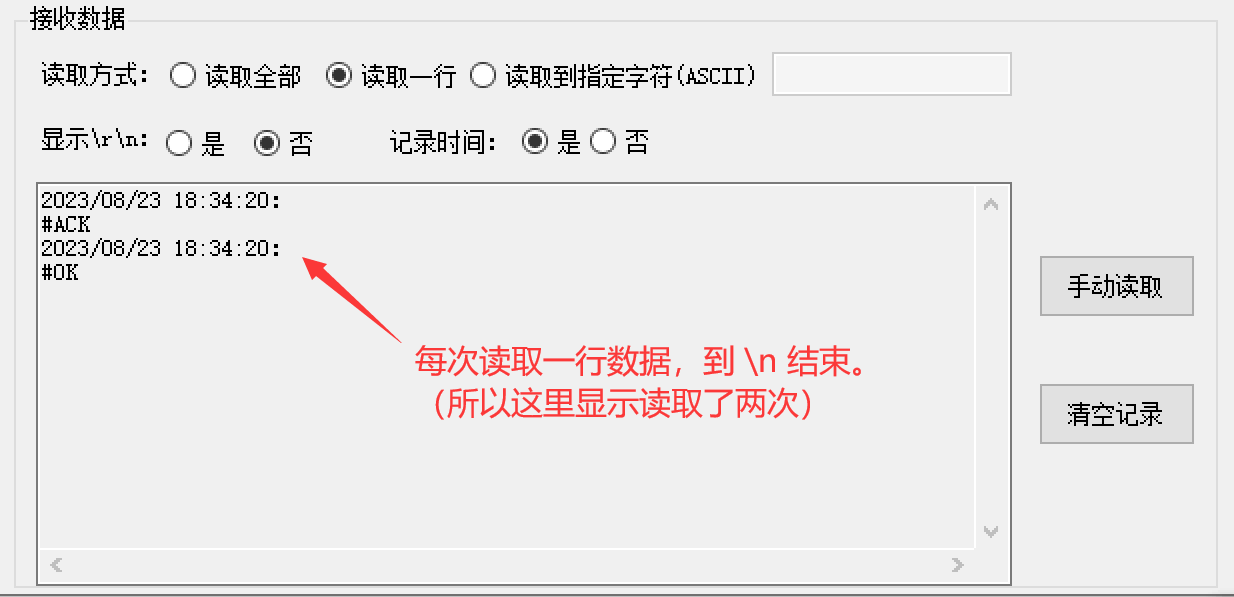 接收数据
读取方式： 读取全部 读取一行 读取到指定字符(ASCII)
显示\r\n： 是 否 记录时间： 是 否
2023/08/23 18:34:20：
#ACK
2023/08/23 18:34:20：
#OK
手动读取
每次读取一行数据，到 \n 结束。
（所以这里显示读取了两次）
清空记录